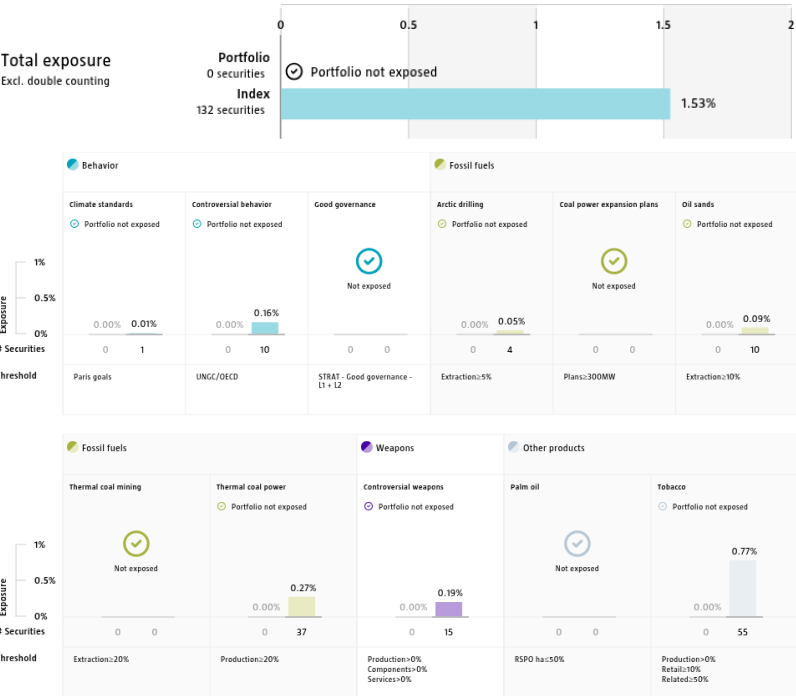 0 0.5 1 1.5 2
Total exposure
Excl. double counting
Portfolio
0 securities
Portfolio not exposed
Index
132 securities
1.53%
Behavior
Fossil fuels
Climate standards
Controversial behavior
Good governance
Arctic drilling
Coal power expansion plans
Oil sands
Portfolio not exposed
Portfolio not exposed
Portfolio not exposed
Portfolio not exposed
Not exposed
Not exposed
Exposure
1%
0.5%
0%
0.00% 0.01%
0.00% 0.16%
0.00% 0.05%
0.00% 0.09%
Securities
0 1
0 10
0 0
0 4
0 0
0 10
hreshold
Paris goals
UNGC/OECD
STRAT - Good governance -
L1 + L2
Extraction≥5%
Plans≥300MW
Extraction≥10%
Fossil fuels
Weapons
Other products
Thermal coal mining
Thermal coal power
Controversial weapons
Palm oil
Tobacco
Portfolio not exposed
Portfolio not exposed
Portfolio not exposed
Not exposed
Not exposed
Exposure
1%
0.5%
0%
0.00% 0.27%
0.00% 0.19%
0.00% 0.77%
Securities
0 0
0 37
0 15
0 0
0 55
hreshold
Extraction≥20%
Production≥20%
Production>0%
Components>0%
Services>0%
RSPO ha≤50%
Production>0%
Retail≥10%
Related≥50%